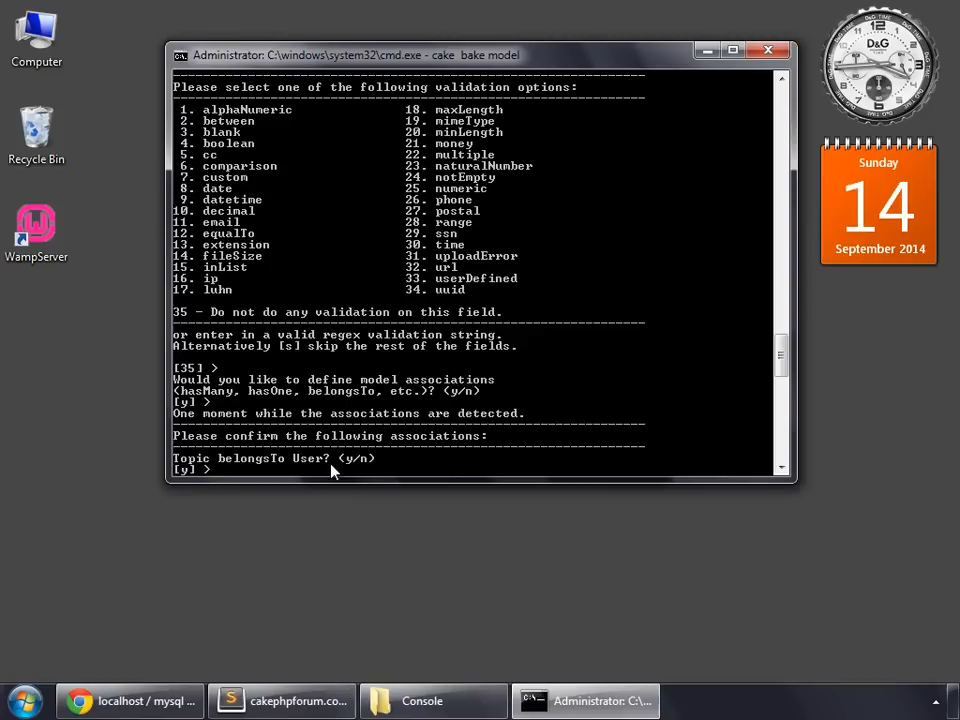 Computer
Recycle Bin
WampServer
Administrator: C:\windows\system32\cmd.exe - cake bake model
Please select one of the following validation options:
1. alphaNumeric 18. maxLength
2. between 19. mimeType
3. blank 20. minLength
4. boolean 21. money
5. cc 22. multiple
6. comparison 23. naturalNumber
7. custom 24. notEmpty
8. date 25. numeric
9. datetime 26. phone
10. decimal 27. postal
11. email 28. range
12. equalTo 29. ssn
13. extension 30. time
14. fileSize 31. uploadError
15. inList 32. url
16. ip 33. userDefined
17. luhn 34. uuid
35 - Do not do any validation on this field.
or enter in a valid regex validation string.
Alternatively [s] skip the rest of the fields.
[35] >
Would you like to define model associations
(hasMany, hasOne, belongsTo, etc.)? (y/n)
[y] >
One moment while the associations are detected.
Please confirm the following associations:
Topic belongsTo User? (y/n)
[y] >
D&G
Sunday
14
September 2014
localhost / mysql ...
cakephpforum.co...
Console
Administrator: C:\...